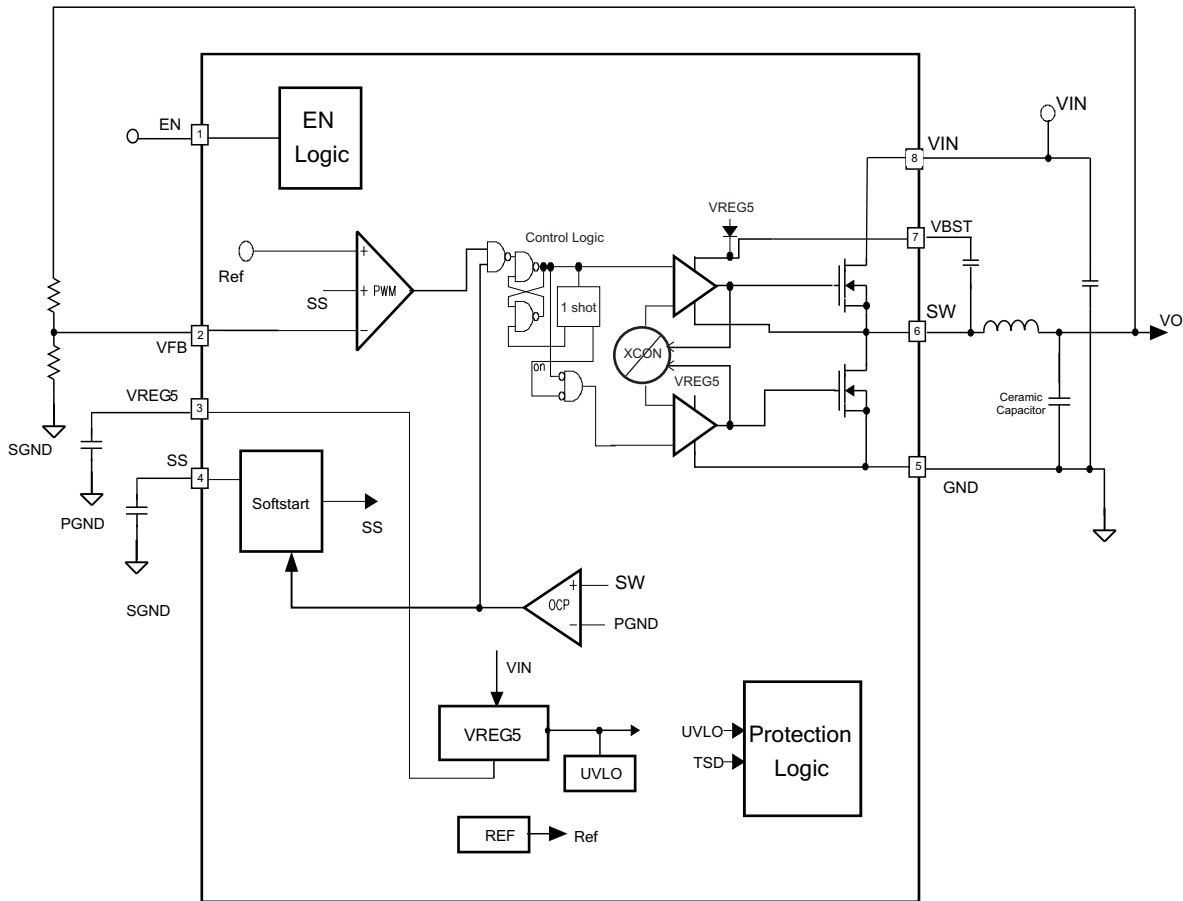 EN
1
EN
Logic
VIN
VIN
8
VREG5
VBST
7
Control Logic
Ref
+
SS
+ PWM
−
1 shot
SW
6
VO
2
VFB
XCON
on
VREG5
VREG5
3
Ceramic
Capacitor
SGND
SS
4
5
GND
PGND
Softstart
SS
SGND
+
SW
OCP
−
PGND
VIN
VREG5
UVLO
UVLO
TSD
Protection
Logic
REF
Ref